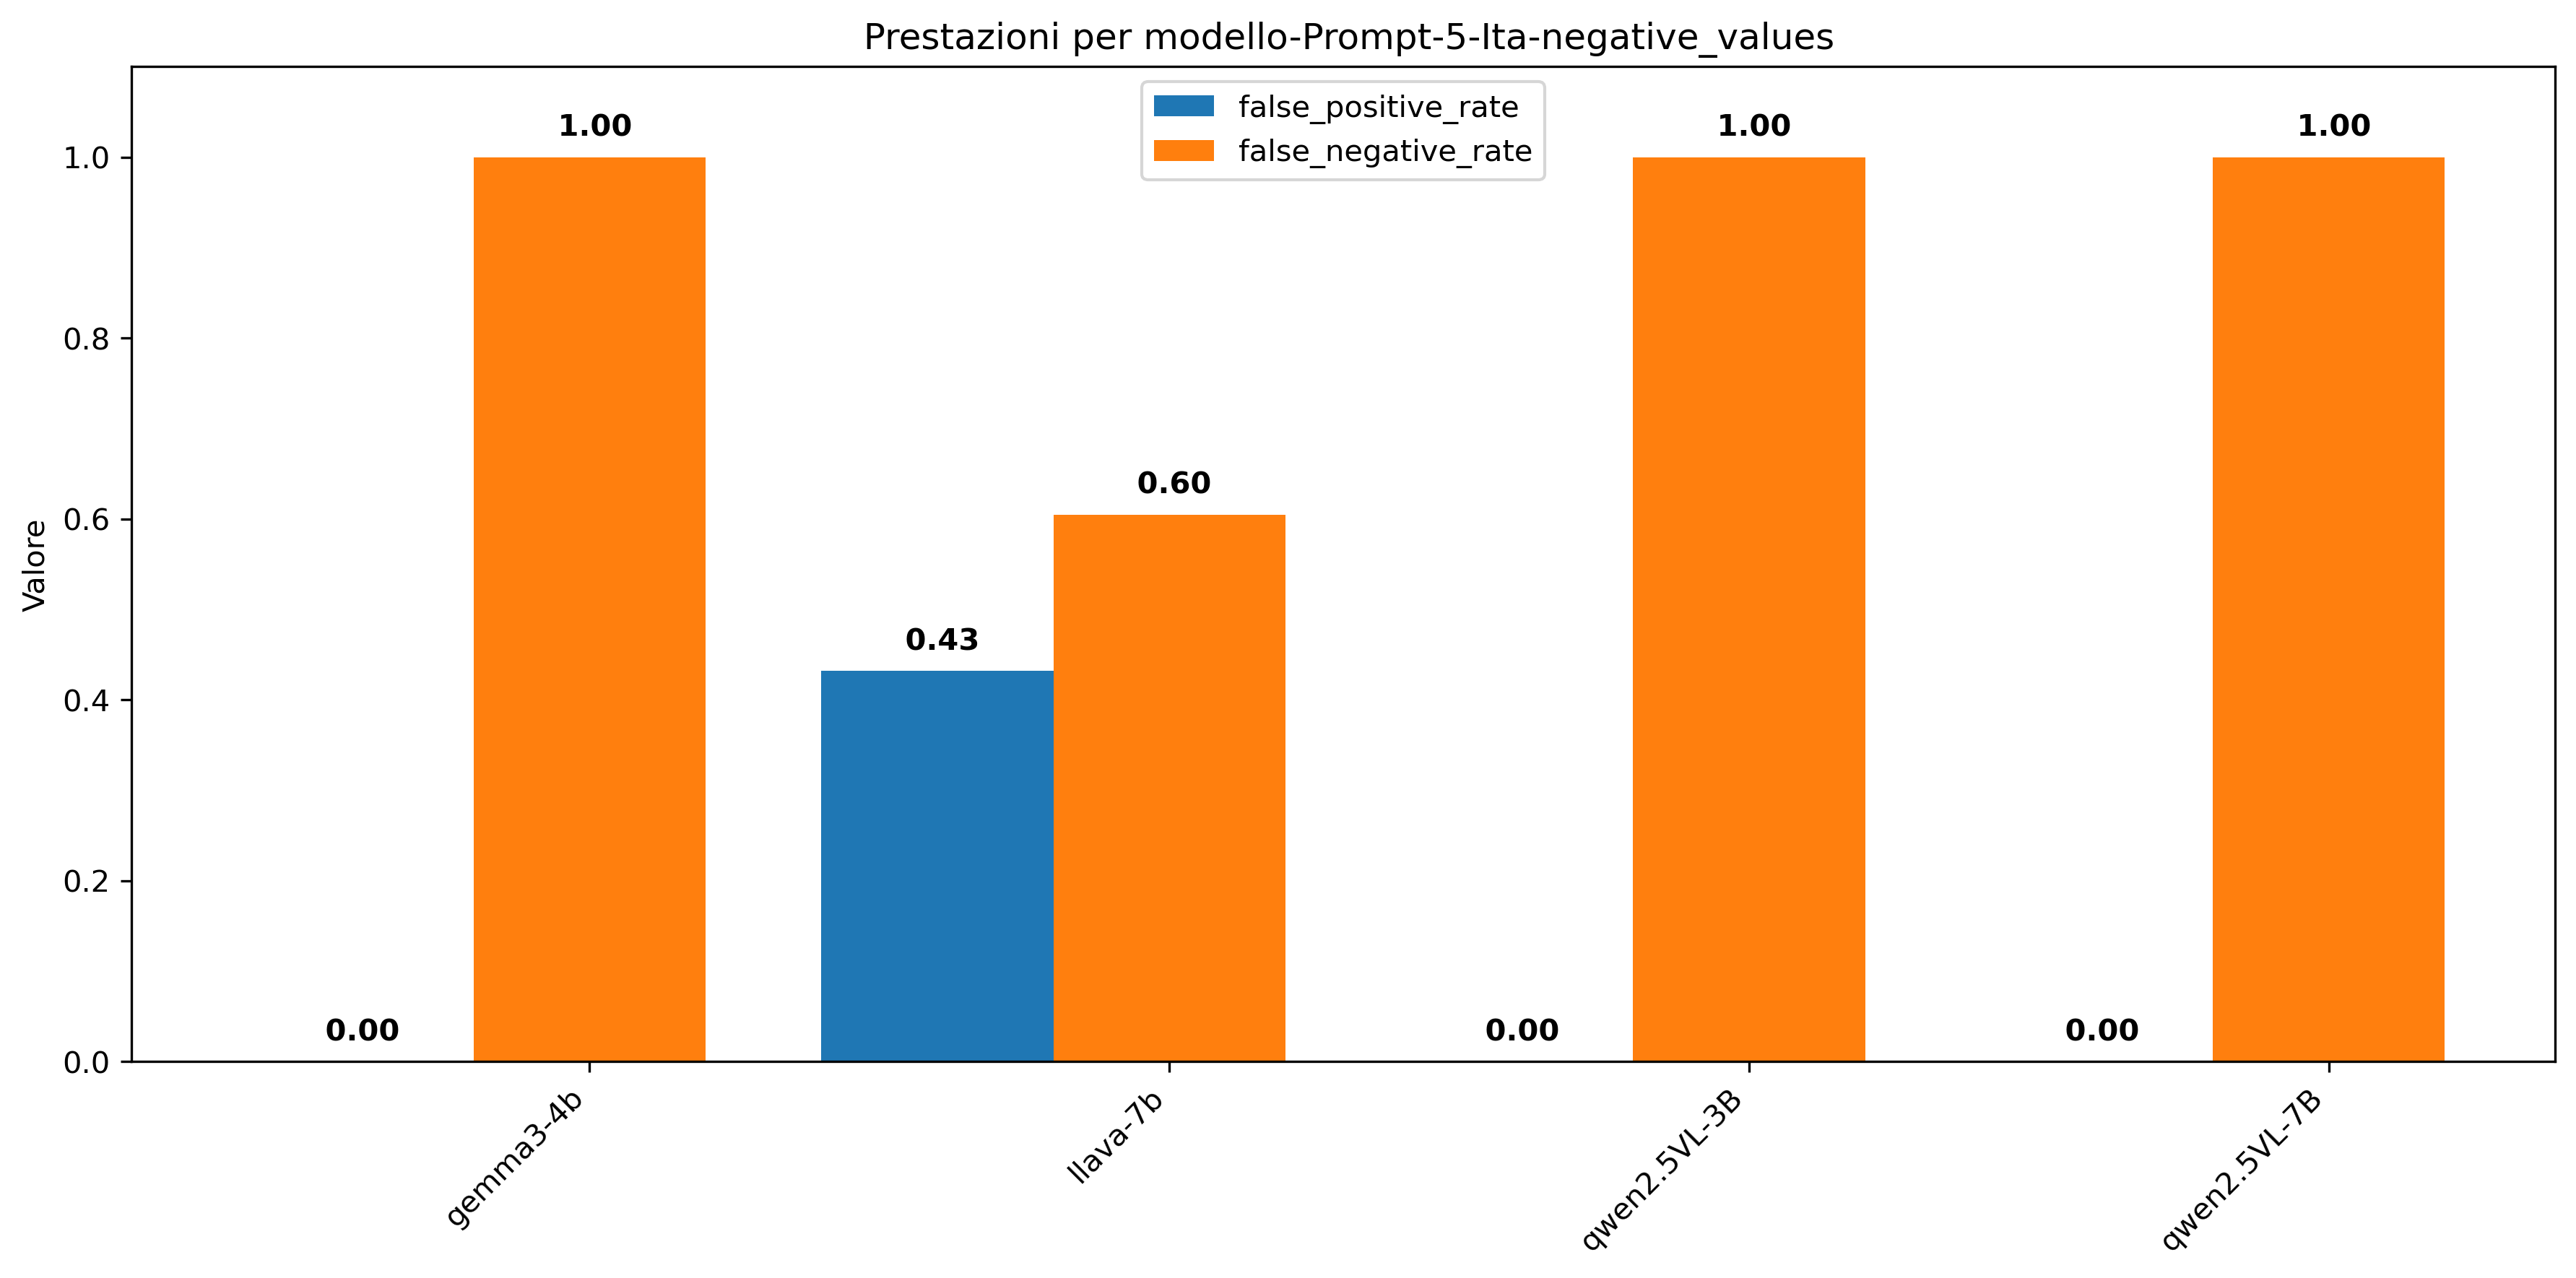 Prestazioni per modello-Prompt-5-Ita-negative_values
false_positive_rate
false_negative_rate
Valore
1.0
0.8
0.6
0.4
0.2
0.0
0.00
1.00
0.43
0.60
0.00
1.00
0.00
1.00
gemma3-4b
llava-7b
qwen2.5VL-3B
qwen2.5VL-7B